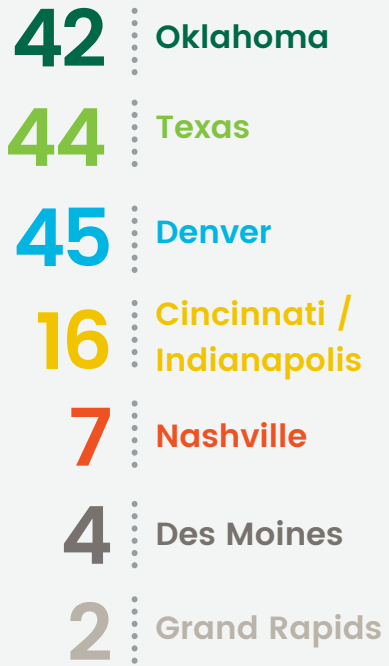 42 Oklahoma
44 Texas
45 Denver
16 Cincinnati /
Indianapolis
7 Nashville
4 Des Moines
2 Grand Rapids